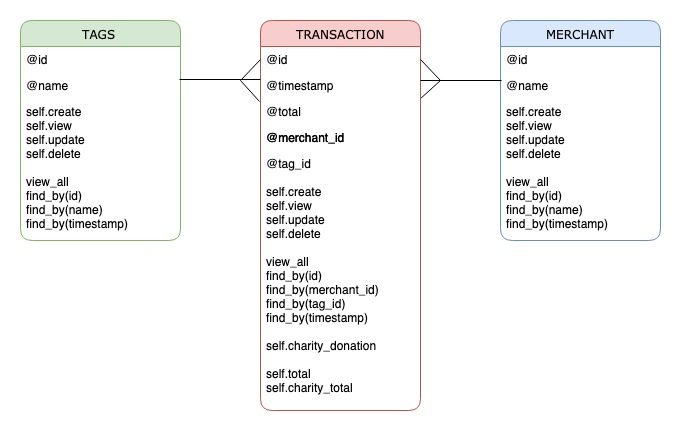 TAGS
@id
@name
self.create
self.view
self.update
self.delete
view_all
find_by(id)
find_by(name)
find_by(timestamp)
TRANSACTION
@id
@timestamp
@total
@merchant_id
@tag_id
self.create
self.view
self.update
self.delete
view_all
find_by(id)
find_by(merchant_id)
find_by(tag_id)
find_by(timestamp)
self.charity_donation
self.total
self.charity_total
MERCHANT
@id
@name
self.create
self.view
self.update
self.delete
view_all
find_by(id)
find_by(name)
find_by(timestamp)